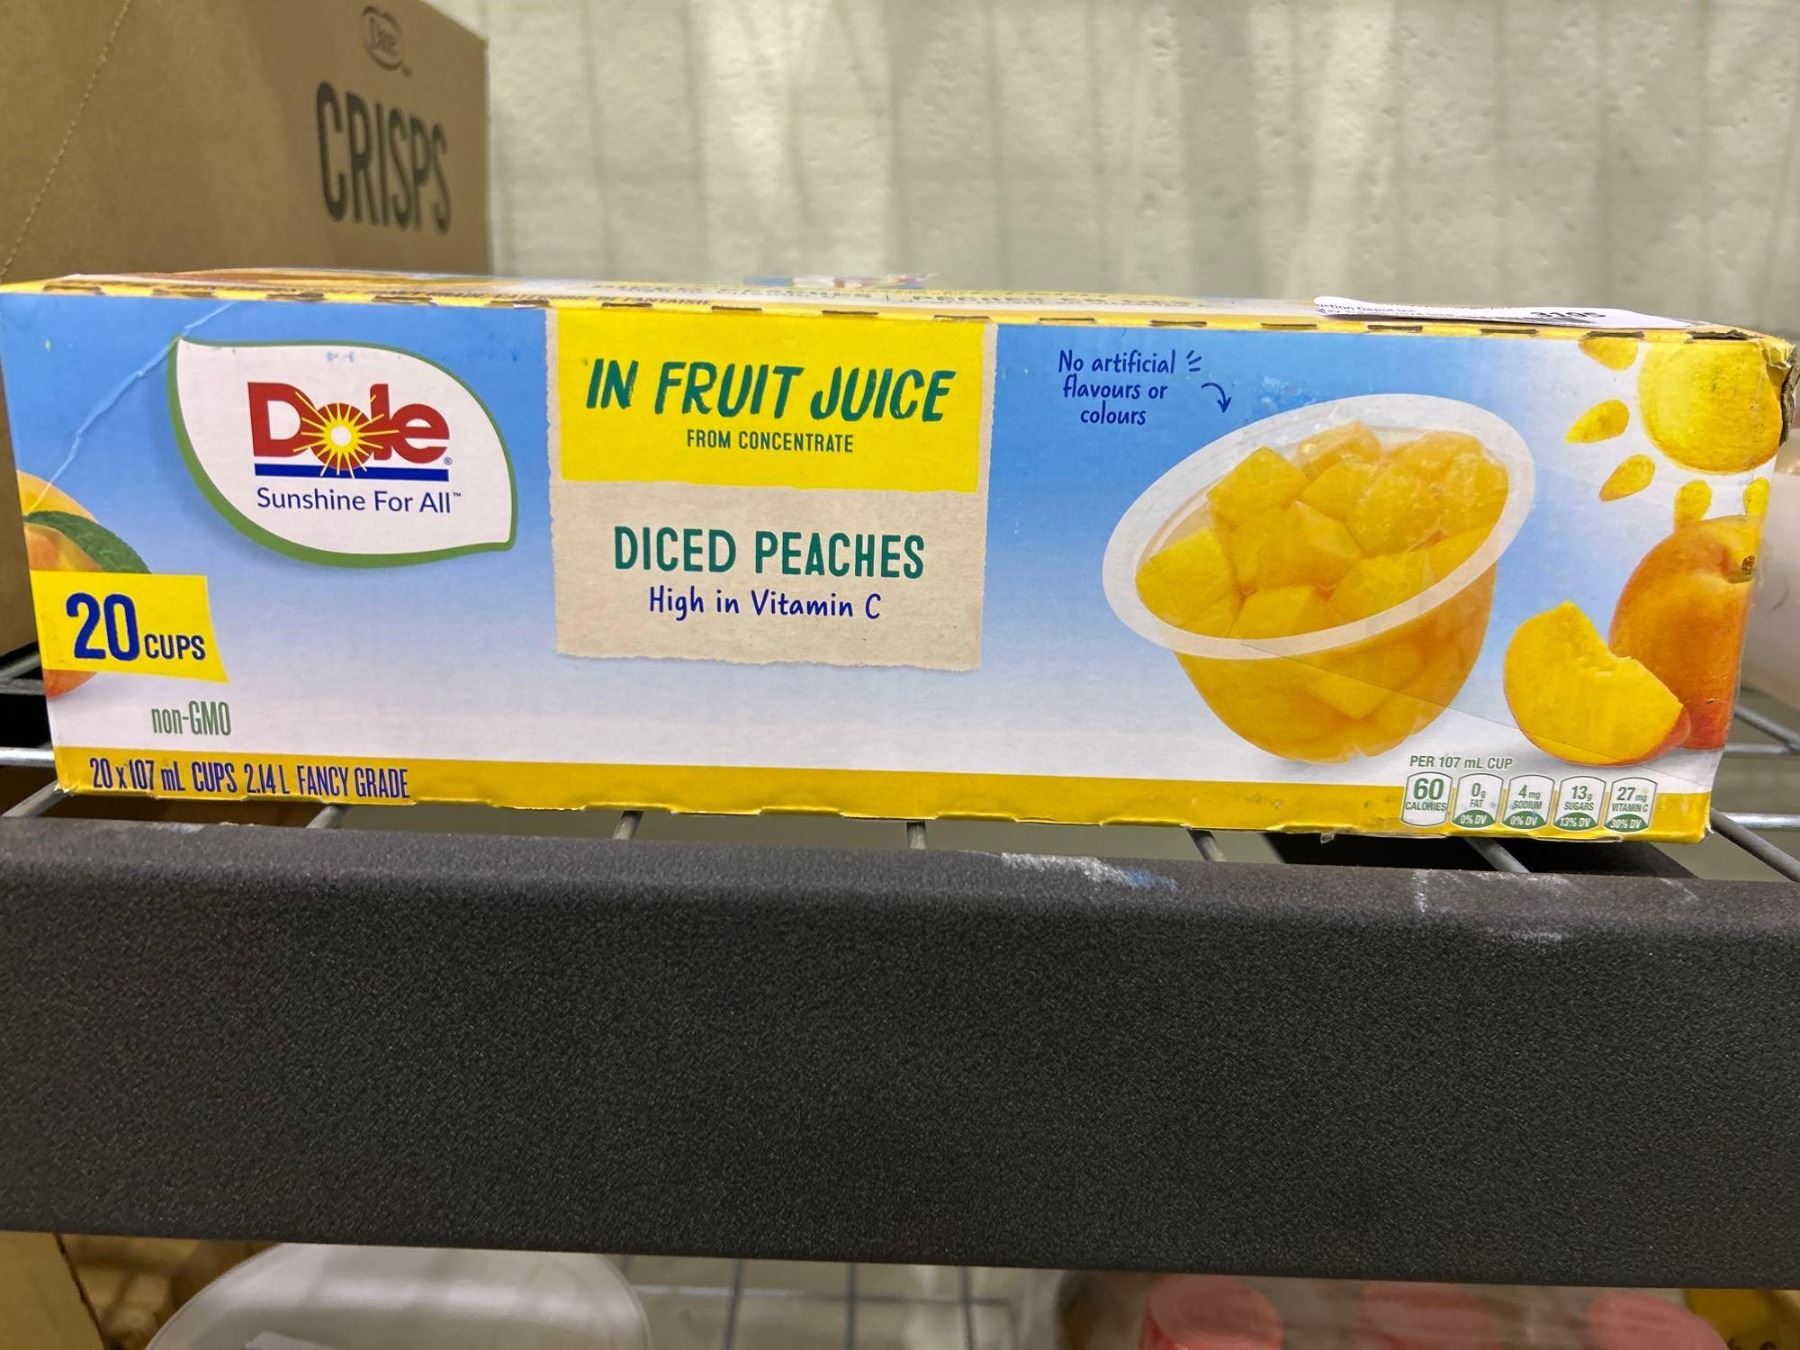 CRISPS
3195
Dole
Sunshine For All™
IN FRUIT JUICE
FROM CONCENTRATE
DICED PEACHES
High in Vitamin C
No artificial
flavours or
colours
20 CUPS
non-GMO
20 x 107 mL CUPS 2.14 L FANCY GRADE
PER 107 mL CUP
60 CALORIES
0g FAT 0% DV
4mg SODIUM 0% DV
13g SUGARS 13% DV
27mg VITAMIN C 30% DV